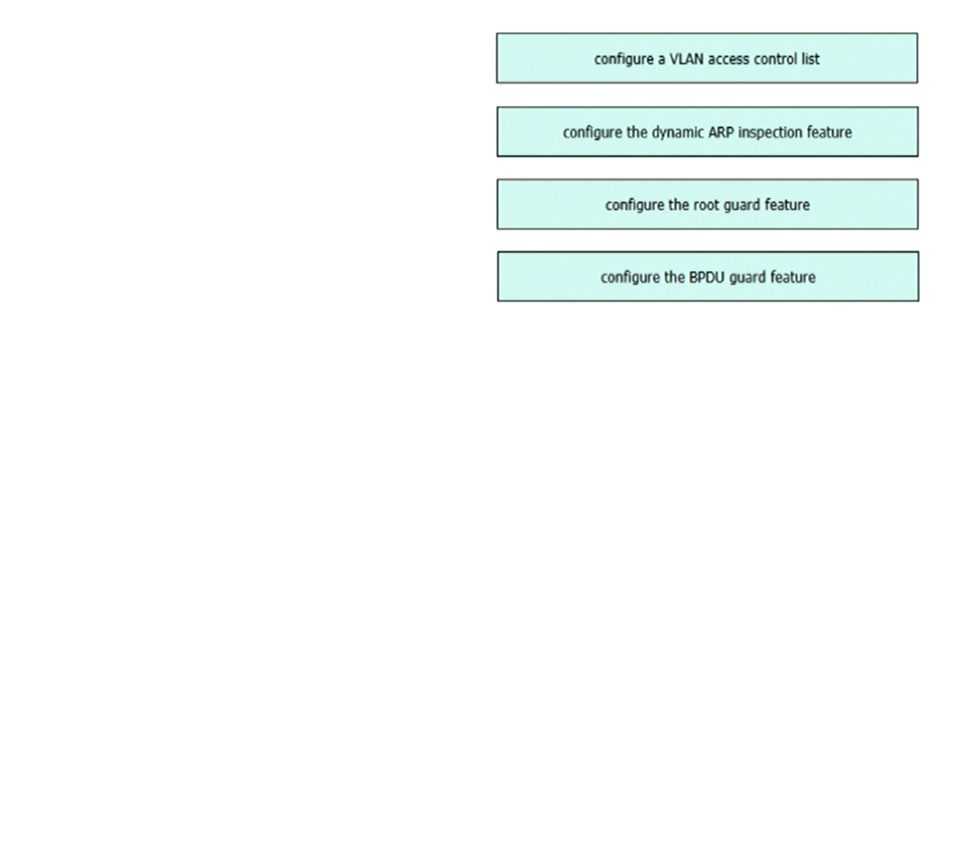 configure a VLAN access control list
configure the dynamic ARP inspection feature
configure the root guard feature
configure the BPDU guard feature